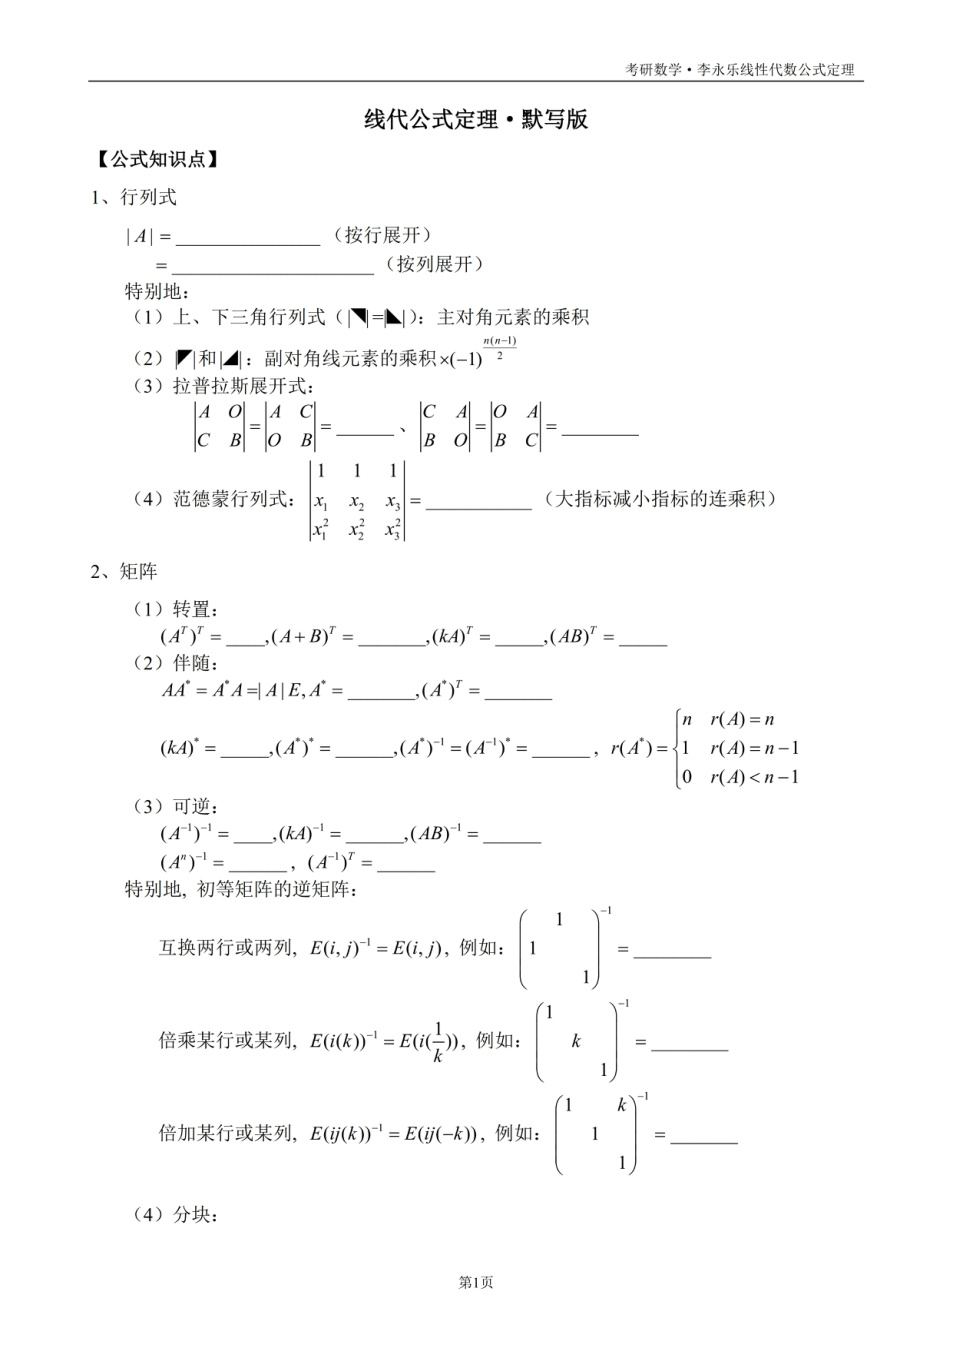 考研数学·李永乐线性代数公式定理
线代公式定理·默写版
【公式知识点】
1、行列式
|A| = _______________ （按行展开）
= _____________________ （按列展开）
特别地：
（1）上、下三角行列式（|◥|=|◣|）：主对角元素的乘积
（2）|◤|和|◢|：副对角线元素的乘积×(−1)^{n(n−1)/2}
（3）拉普拉斯展开式：
|A O; C B| = |A C; O B| = ______ 、 |C A; B O| = |O A; B C| = ________
（4）范德蒙行列式： |1 1 1; x₁ x₂ x₃; x₁² x₂² x₃²| = ___________ （大指标减小指标的连乘积）
2、矩阵
（1）转置：
(A^T)^T = ____,(A+B)^T = _______,(kA)^T = _____,(AB)^T = _____
（2）伴随：
AA^* = A^*A =|A|E, A^* = _______,(A^*)^T = _______
(kA)^* = _____,(A^*)^* = ______,(A^*)^{-1} = (A^{-1})^* = ______ ，r(A^*) = {n r(A) = n; 1 r(A) = n−1; 0 r(A) < n−1
（3）可逆：
(A^{-1})^{-1} = ____,(kA)^{-1} = ______,(AB)^{-1} = ______
(A^n)^{-1} = ______ ，(A^{-1})^T = ______
特别地, 初等矩阵的逆矩阵：
互换两行或两列, E(i, j)^{-1} = E(i, j), 例如： ( 1 ; 1 ; 1)^{-1} = ________
倍乘某行或某列, E(i(k))^{-1} = E(i(1/k)), 例如： (1 ; k ; 1)^{-1} = ________
倍加某行或某列, E(ij(k))^{-1} = E(ij(−k)), 例如： (1 k; 1 ; 1)^{-1} = _______
（4）分块：
第1页